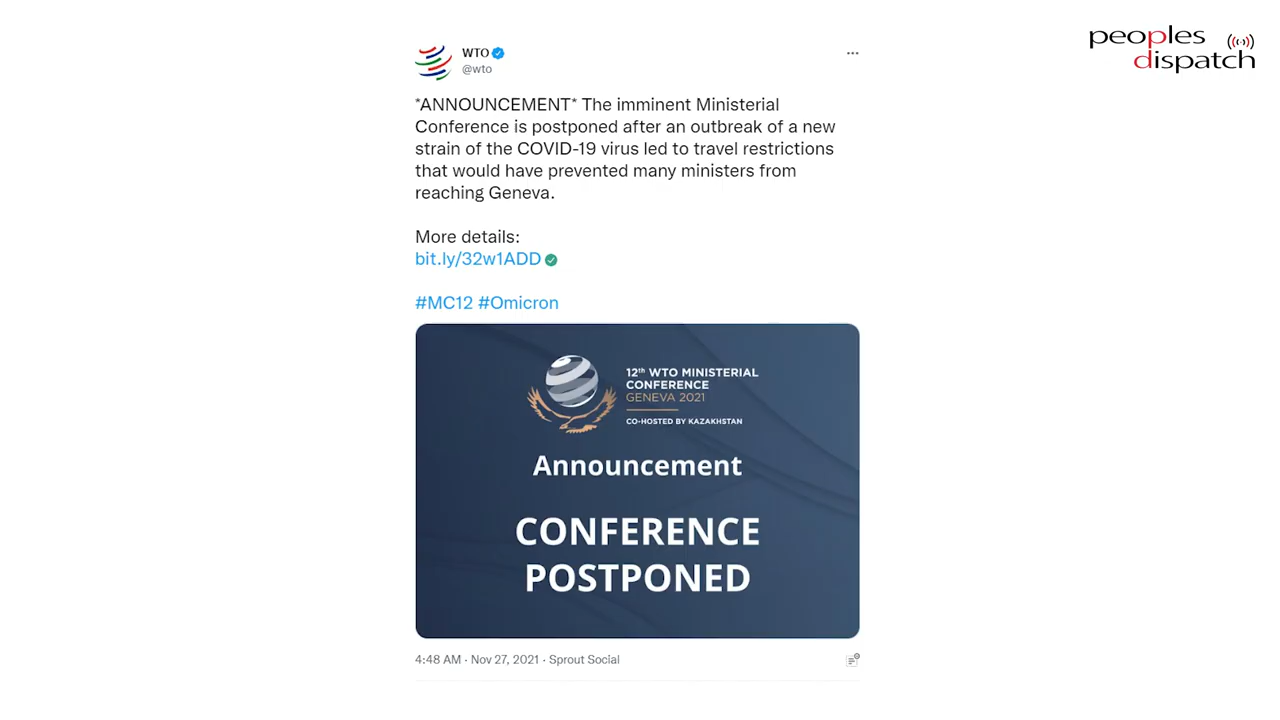 peoples
dispatch
WTO
@wto
*ANNOUNCEMENT* The imminent Ministerial
Conference is postponed after an outbreak of a new
strain of the COVID-19 virus led to travel restrictions
that would have prevented many ministers from
reaching Geneva.
More details:
bit.ly/32w1ADD
#MC12 #Omicron
12th WTO MINISTERIAL
CONFERENCE
GENEVA 2021
CO-HOSTED BY KAZAKHSTAN
Announcement
CONFERENCE
POSTPONED
4:48 AM · Nov 27, 2021 · Sprout Social